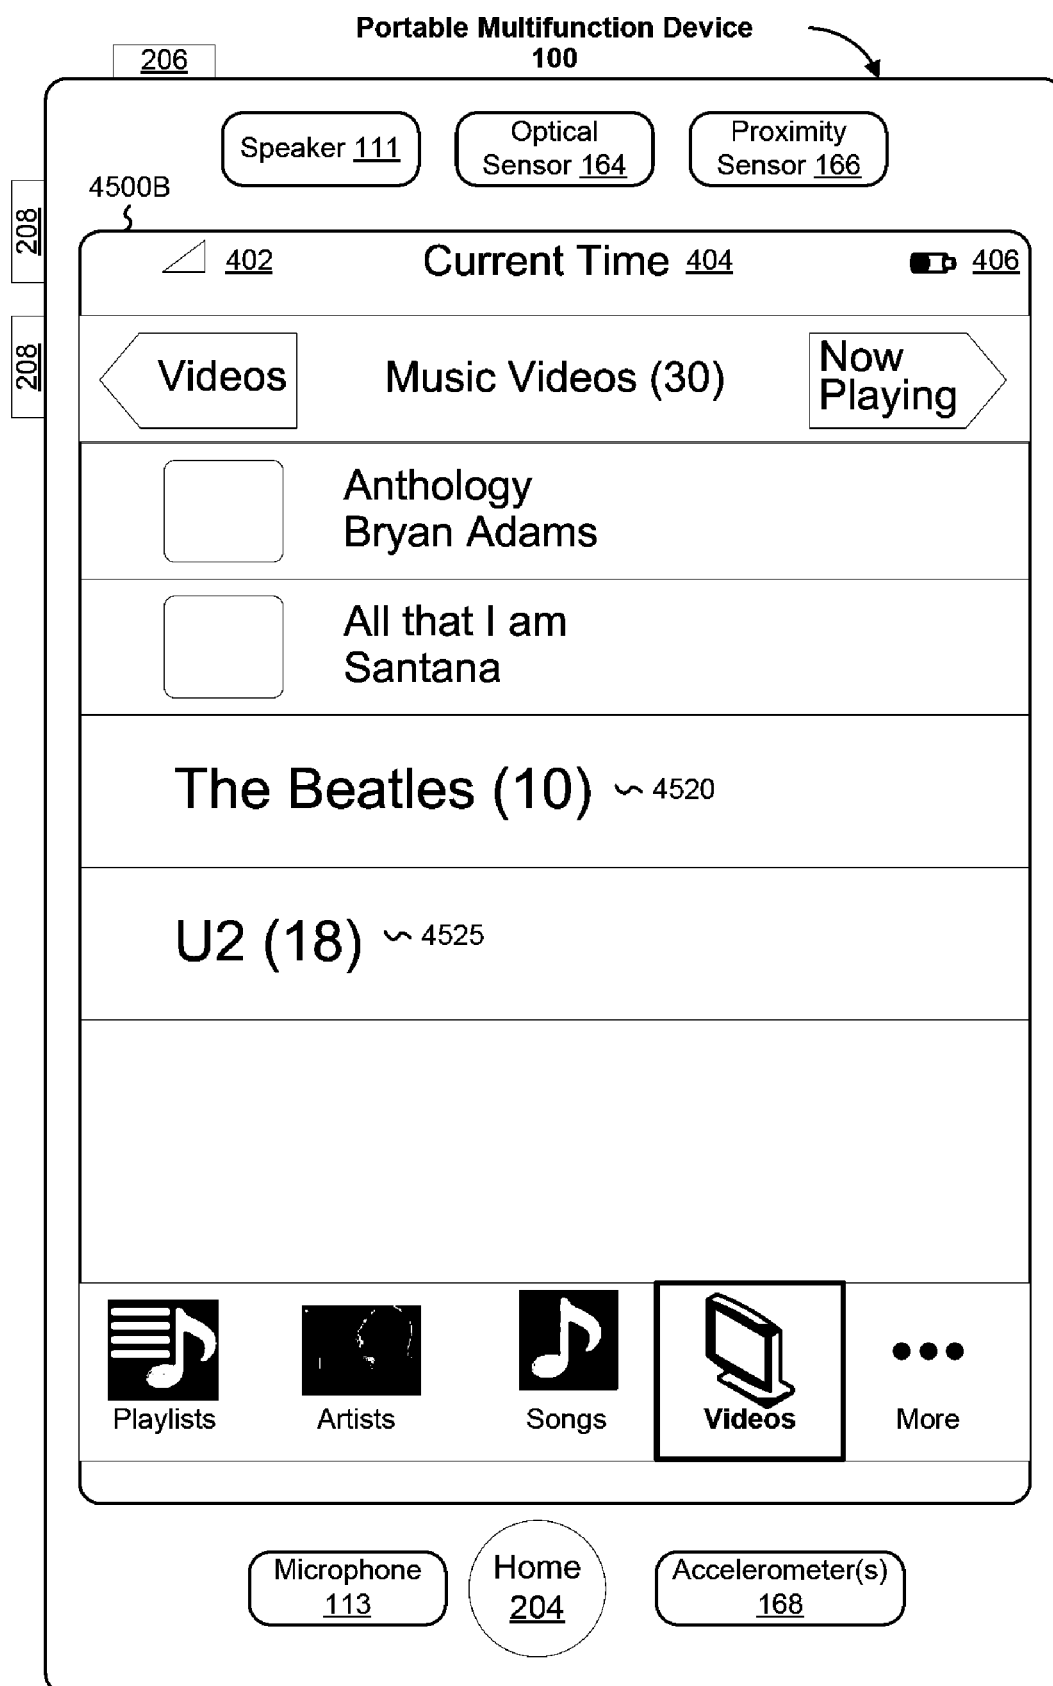 Portable Multifunction Device
100
206
Speaker 111
Optical
Sensor 164
Proximity
Sensor 166
4500B
208
208
402
Current Time 404
406
Videos
Music Videos (30)
Now
Playing
Anthology
Bryan Adams
All that I am
Santana
The Beatles (10)
4520
U2 (18)
4525
Playlists
Artists
Songs
Videos
More
Microphone
113
Home
204
Accelerometer(s)
168